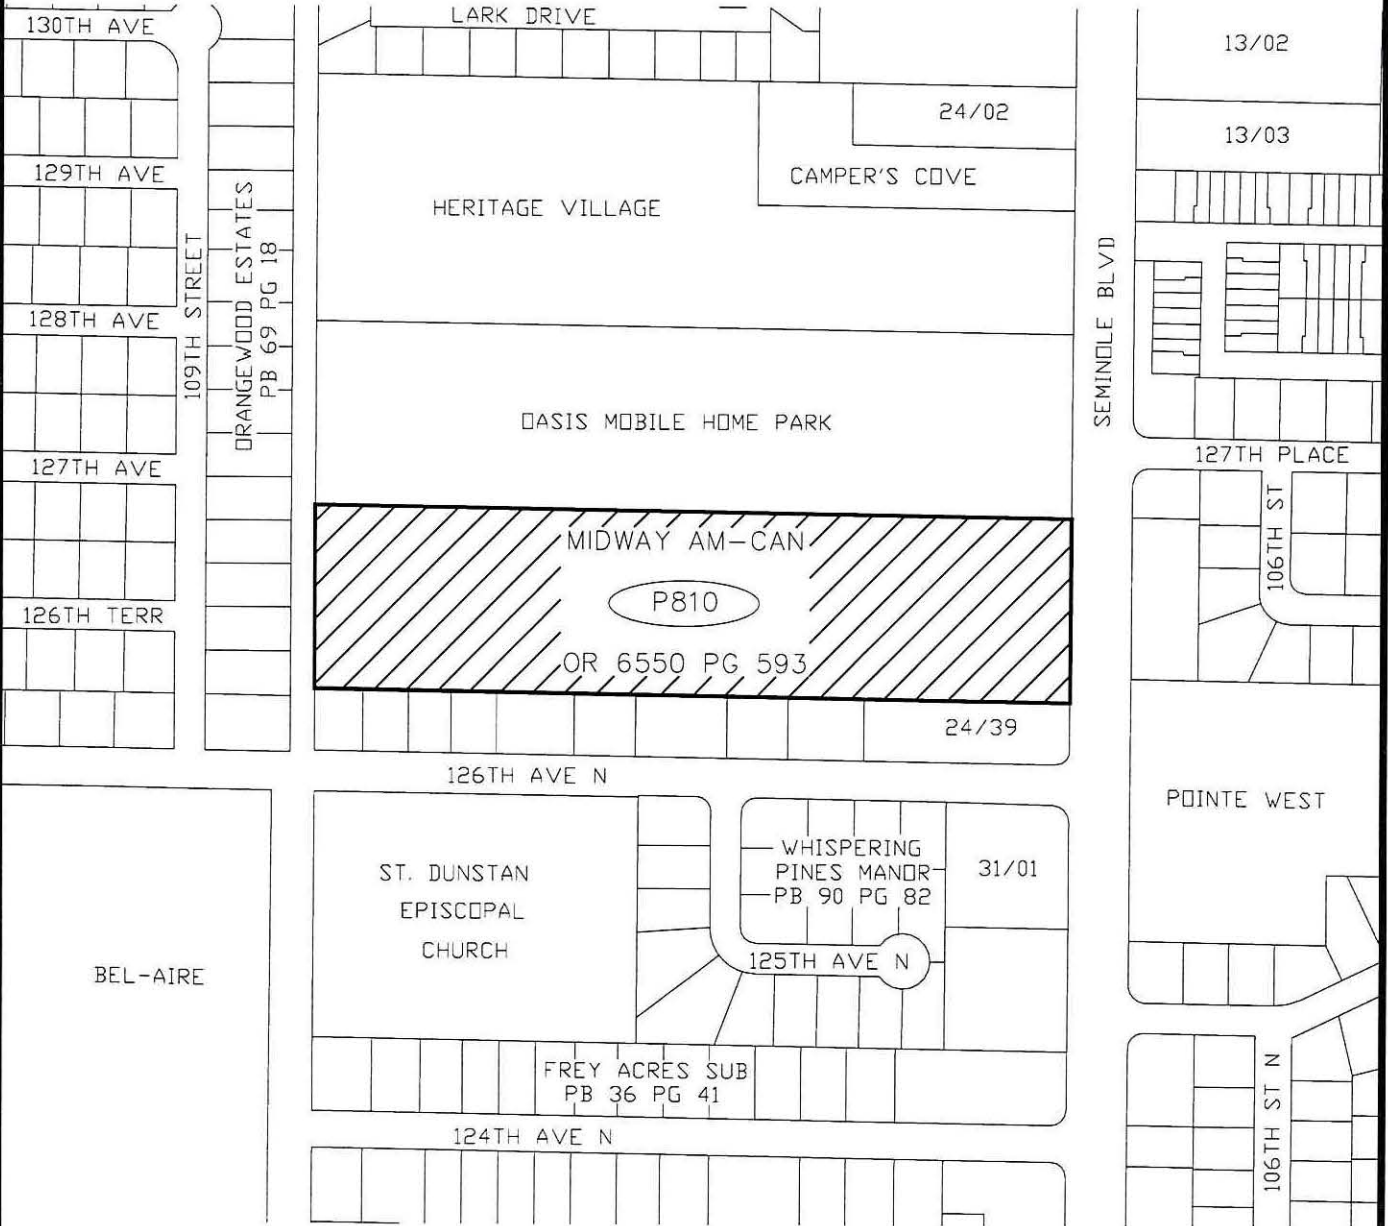 130TH AVE
LARK DRIVE
13/02
24/02
13/03
129TH AVE
CAMPER'S COVE
HERITAGE VILLAGE
109TH STREET
ORANGEWOOD ESTATES
PB 69 PG 18
SEMINOLE BLVD
128TH AVE
OASIS MOBILE HOME PARK
127TH AVE
127TH PLACE
106TH ST
MIDWAY AM-CAN
P810
OR 6550 PG 593
126TH TERR
24/39
126TH AVE N
POINTE WEST
WHISPERING
PINES MANOR
PB 90 PG 82
31/01
ST. DUNSTAN
EPISCOPAL
CHURCH
125TH AVE N
BEL-AIRE
FREY ACRES SUB
PB 36 PG 41
106TH ST N
124TH AVE N